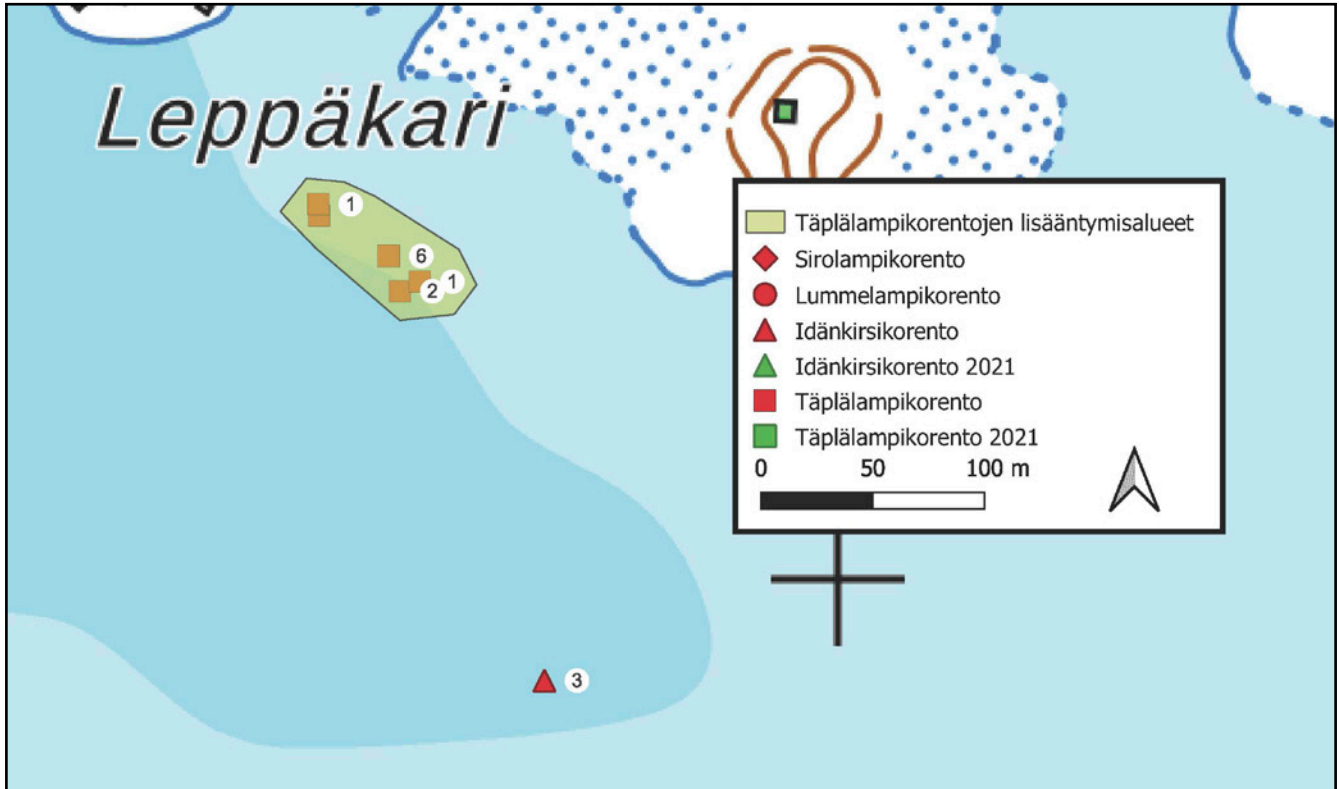 Leppäkari
1
6
1
2
Täplälampikorentojen lisääntymisalueet
Sirolampikorento
Lummelampikorento
Idänkirsikorento
Idänkirsikorento 2021
Täplälampikorento
Täplälampikorento 2021
0 50 100 m
3